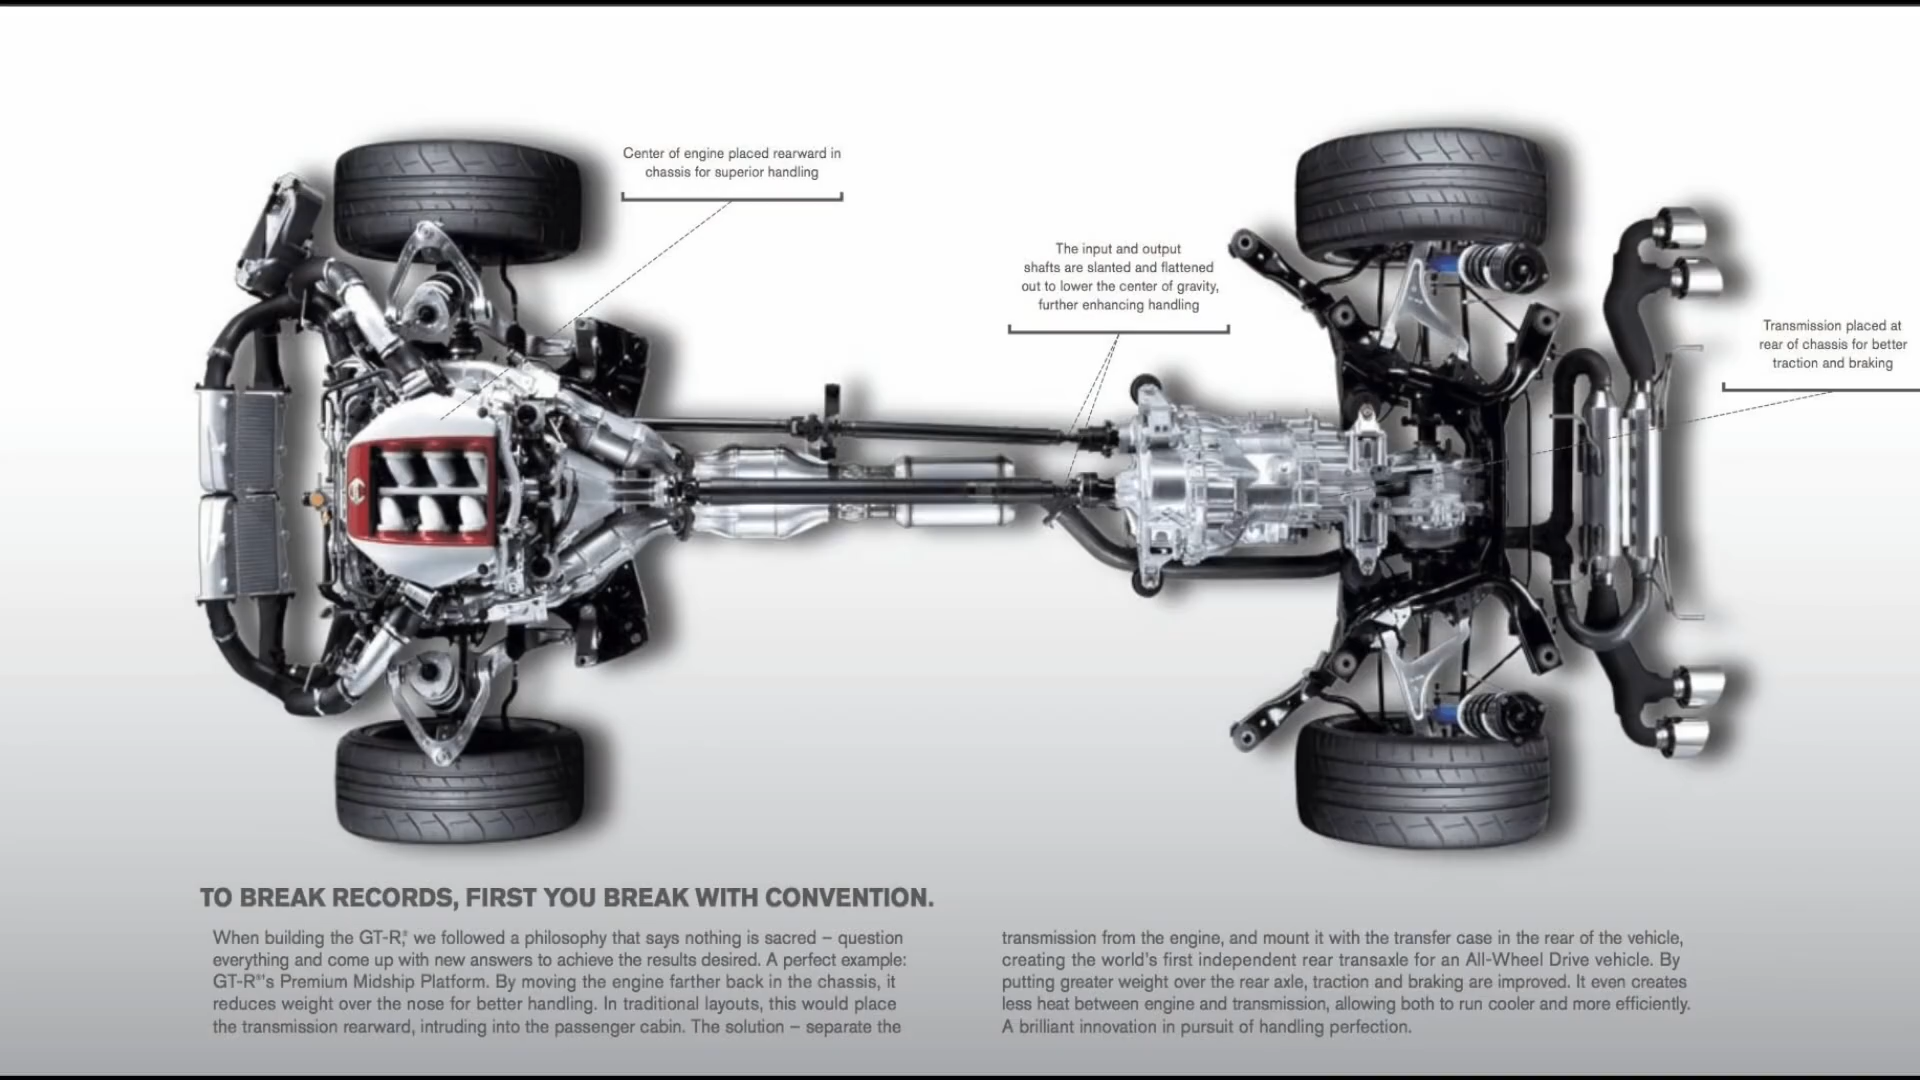 Center of engine placed rearward in
chassis for superior handling
The input and output
shafts are slanted and flattened
out to lower the center of gravity,
further enhancing handling
Transmission placed at
rear of chassis for better
traction and braking
TO BREAK RECORDS, FIRST YOU BREAK WITH CONVENTION.
When building the GT-R,® we followed a philosophy that says nothing is sacred – question
everything and come up with new answers to achieve the results desired. A perfect example:
GT-R®'s Premium Midship Platform. By moving the engine farther back in the chassis, it
reduces weight over the nose for better handling. In traditional layouts, this would place
the transmission rearward, intruding into the passenger cabin. The solution – separate the
transmission from the engine, and mount it with the transfer case in the rear of the vehicle,
creating the world's first independent rear transaxle for an All-Wheel Drive vehicle. By
putting greater weight over the rear axle, traction and braking are improved. It even creates
less heat between engine and transmission, allowing both to run cooler and more efficiently.
A brilliant innovation in pursuit of handling perfection.